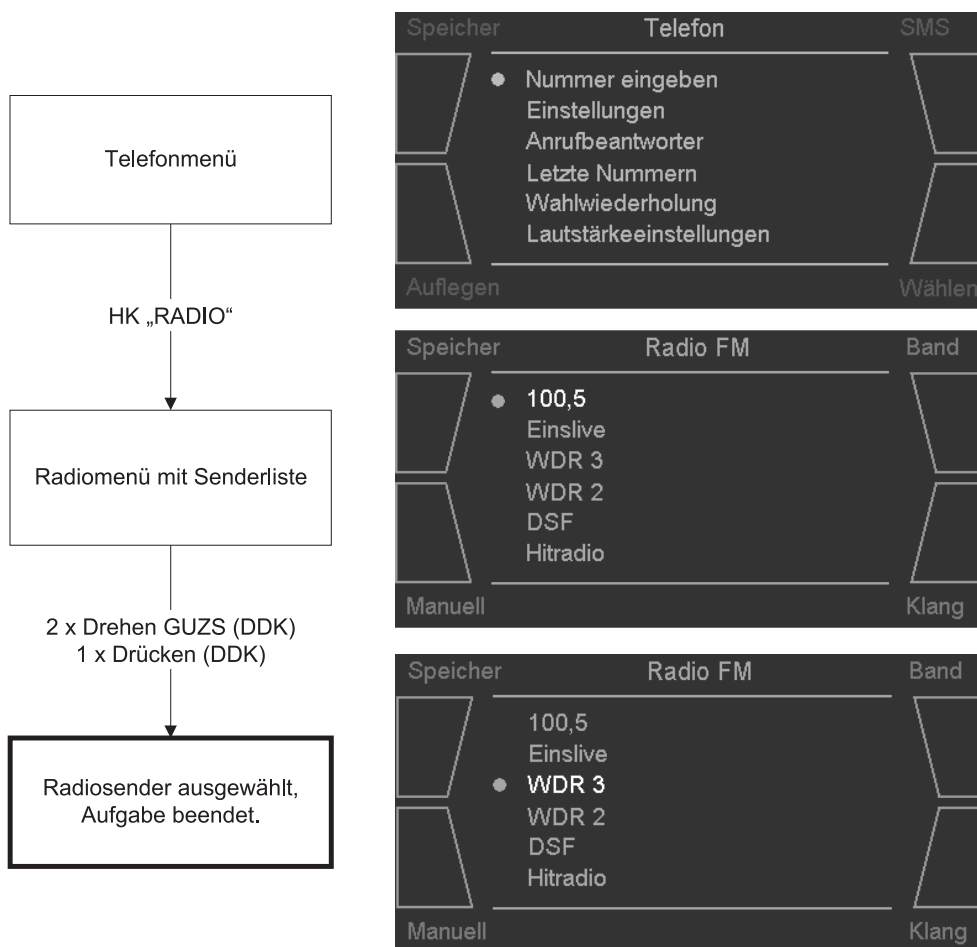 Telefonmenü
HK „RADIO“
Radiomenü mit Senderliste
2 x Drehen GUZS (DDK)
1 x Drücken (DDK)
Radiosender ausgewählt,
Aufgabe beendet.
Speicher Telefon SMS
Nummer eingeben
Einstellungen
Anrufbeantworter
Letzte Nummern
Wahlwiederholung
Lautstärkeeinstellungen
Auflegen Wählen
Speicher Radio FM Band
100,5
Einslive
WDR 3
WDR 2
DSF
Hitradio
Manuell Klang
Speicher Radio FM Band
100,5
Einslive
WDR 3
WDR 2
DSF
Hitradio
Manuell Klang